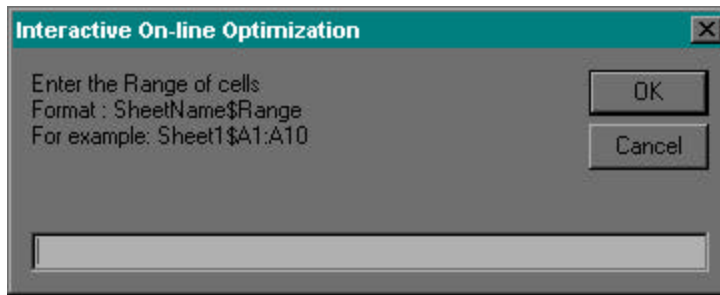 Interactive On-line Optimization
Enter the Range of cells
Format : SheetName$Range
For example: Sheet1$A1:A10
OK
Cancel